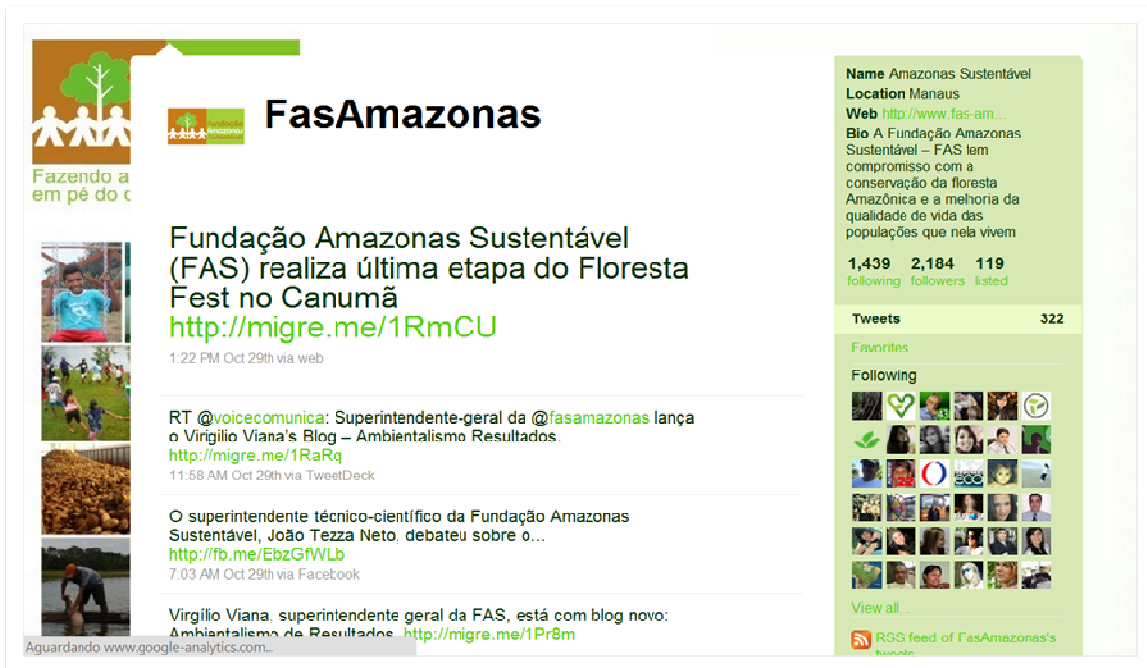 Fazendo a
em pé do c
FasAmazonas
Fundação Amazonas Sustentável
(FAS) realiza última etapa do Floresta
Fest no Canumã
http://migre.me/1RmCU
1:22 PM Oct 29th via web
RT @voicecomunica: Superintendente-geral da @fasamazonas lança
o Virigilio Viana's Blog – Ambientalismo Resultados.
http://migre.me/1RaRq
11:58 AM Oct 29th via TweetDeck
O superintendente técnico-científico da Fundação Amazonas
Sustentável, João Tezza Neto, debateu sobre o...
http://fb.me/EbzGfWLb
7:03 AM Oct 29th via Facebook
Virgílio Viana, superintendente geral da FAS, está com blog novo:
Ambientalismo de Resultados. http://migre.me/1Pr8m
Aguardando www.google-analytics.com...
Name Amazonas Sustentável
Location Manaus
Web http://www.fas-am...
Bio A Fundação Amazonas
Sustentável – FAS tem
compromisso com a
conservação da floresta
Amazônica e a melhoria da
qualidade de vida das
populações que nela vivem
1,439 2,184 119
following followers listed
Tweets 322
Favorites
Following
View all...
RSS feed of FasAmazonas's
tweets